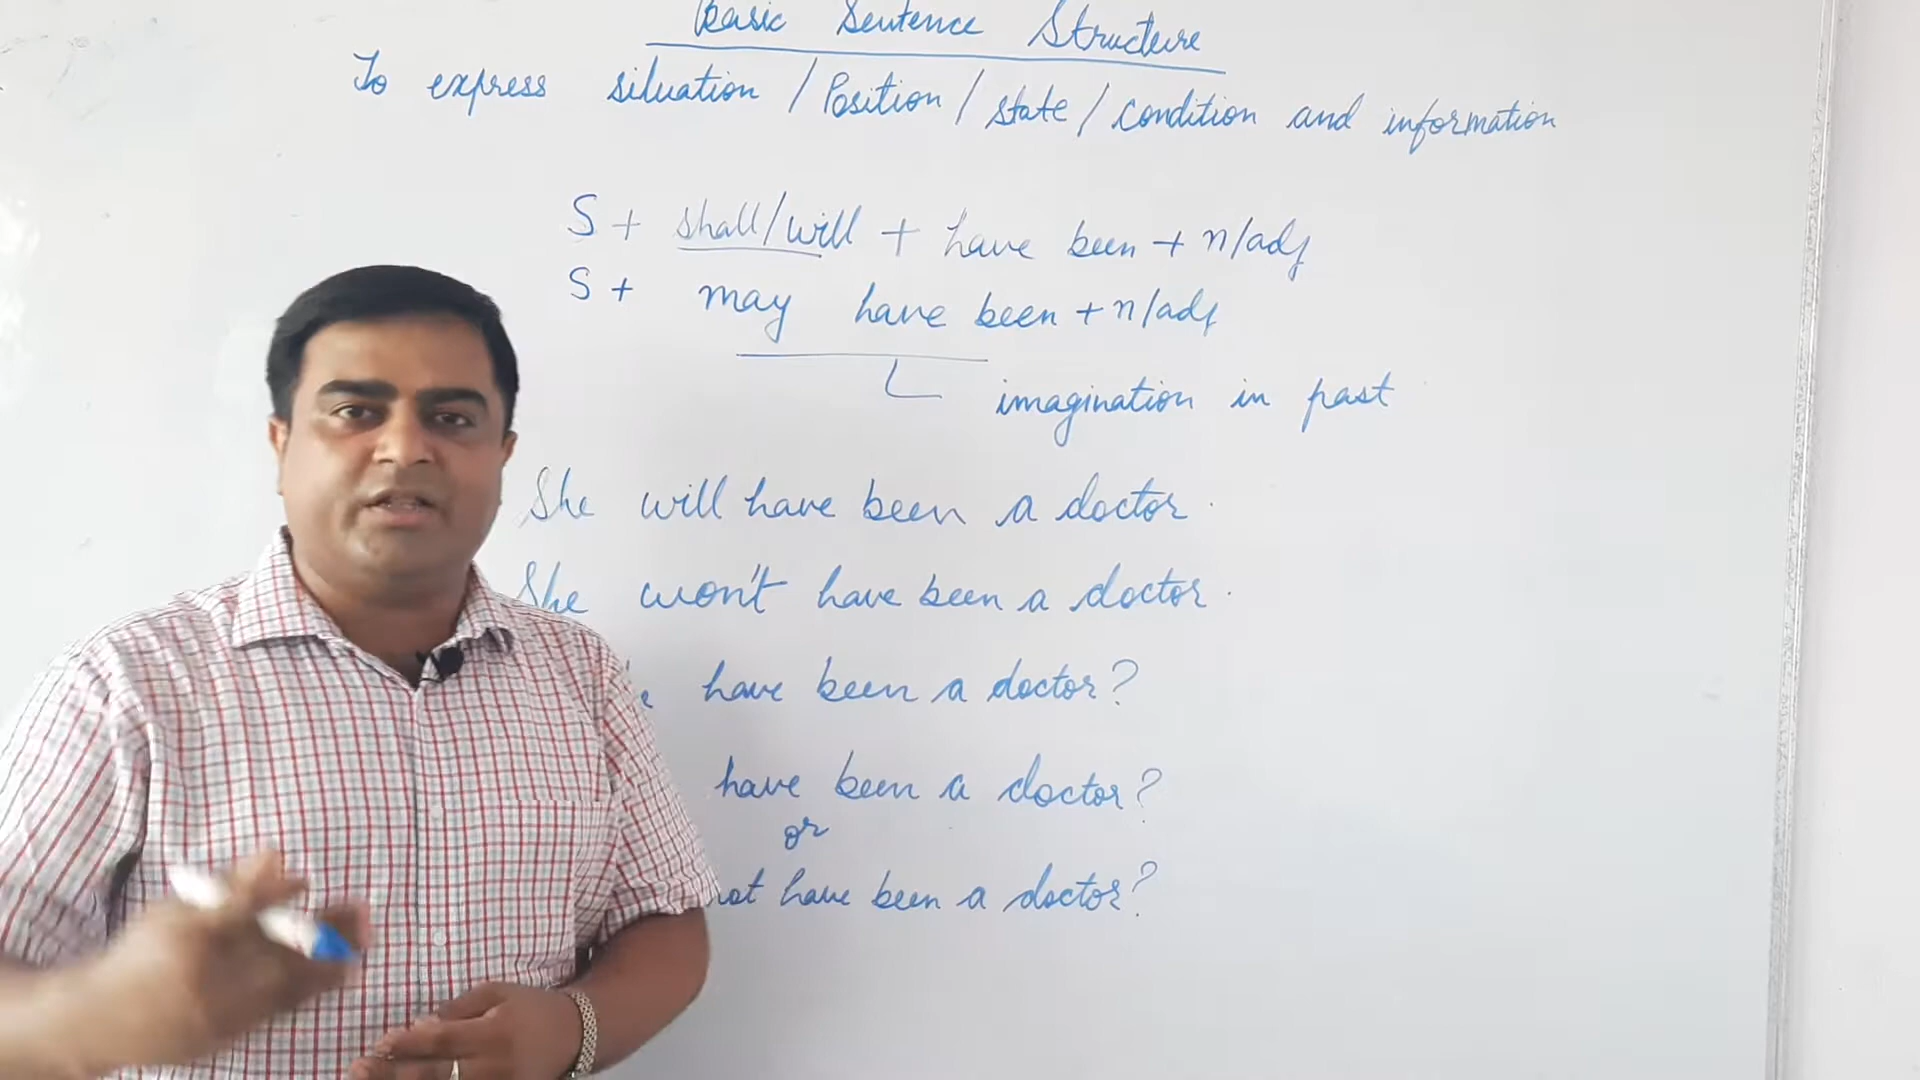 Basic Sentence Structure
To express situation / Position / state / condition and information
S + shall/will + have been + n/adj
S + may have been + n/adj
imagination in past
She will have been a doctor.
She won't have been a doctor.
have been a doctor?
have been a doctor?
or
not have been a doctor?